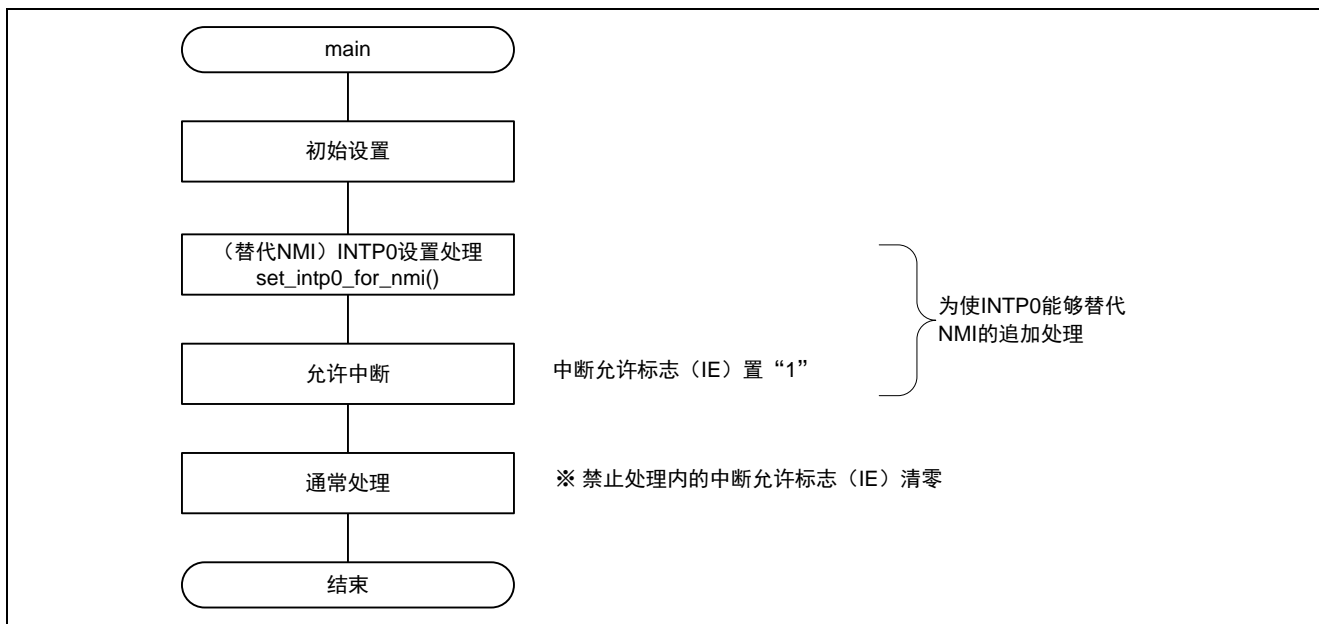 main
初始设置
（替代NMI）INTP0设置处理
set_intp0_for_nmi()
为使INTP0能够替代
NMI的追加处理
允许中断
中断允许标志（IE）置“1”
通常处理
※ 禁止处理内的中断允许标志（IE）清零
结束